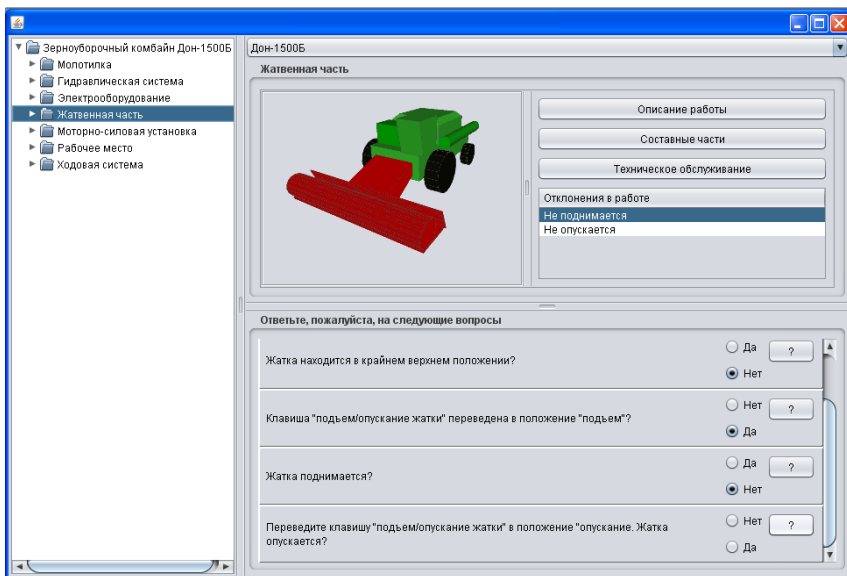 Зерноуборочный комбайн Дон-1500Б
Молотилка
Гидравлическая система
Электрооборудование
Жатвенная часть
Моторно-силовая установка
Рабочее место
Ходовая система
Дон-1500Б
Жатвенная часть
Описание работы
Составные части
Техническое обслуживание
Отклонения в работе
Не поднимается
Не опускается
Ответьте, пожалуйста, на следующие вопросы
Жатка находится в крайнем верхнем положении?
Да
?
Нет
Клавиша "подъем/опускание жатки" переведена в положение "подъем"?
Нет
?
Да
Жатка поднимается?
Да
?
Нет
Переведите клавишу "подъем/опускание жатки" в положение "опускание. Жатка
опускается?
Нет
?
Да